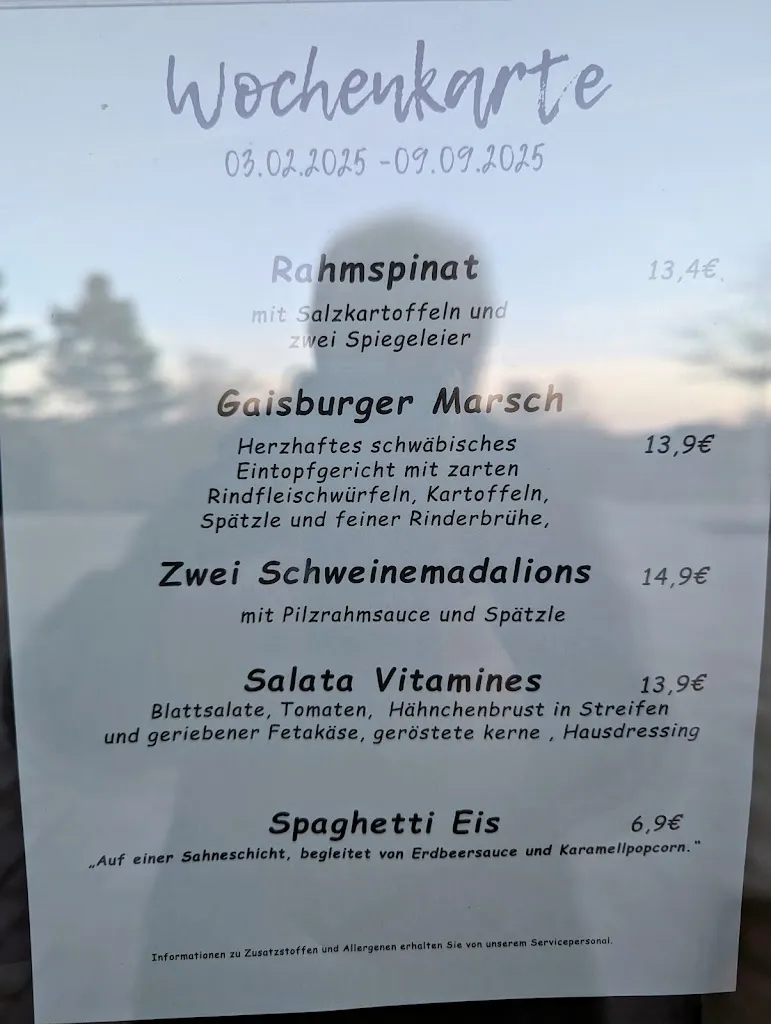 Wochenkarte
03.02.2025 -09.09.2025
Rahmspinat 13,4€
mit Salzkartoffeln und
zwei Spiegeleier
Gaisburger Marsch
Herzhaftes schwäbisches 13,9€
Eintopfgericht mit zarten
Rindfleischwürfeln, Kartoffeln,
Spätzle und feiner Rinderbrühe,
Zwei Schweinemadalions 14,9€
mit Pilzrahmsauce und Spätzle
Salata Vitamines 13,9€
Blattsalate, Tomaten, Hähnchenbrust in Streifen
und geriebener Fetakäse, geröstete kerne , Hausdressing
Spaghetti Eis 6,9€
„Auf einer Sahneschicht, begleitet von Erdbeersauce und Karamellpopcorn."
Informationen zu Zusatzstoffen und Allergenen erhalten Sie von unserem Servicepersonal.